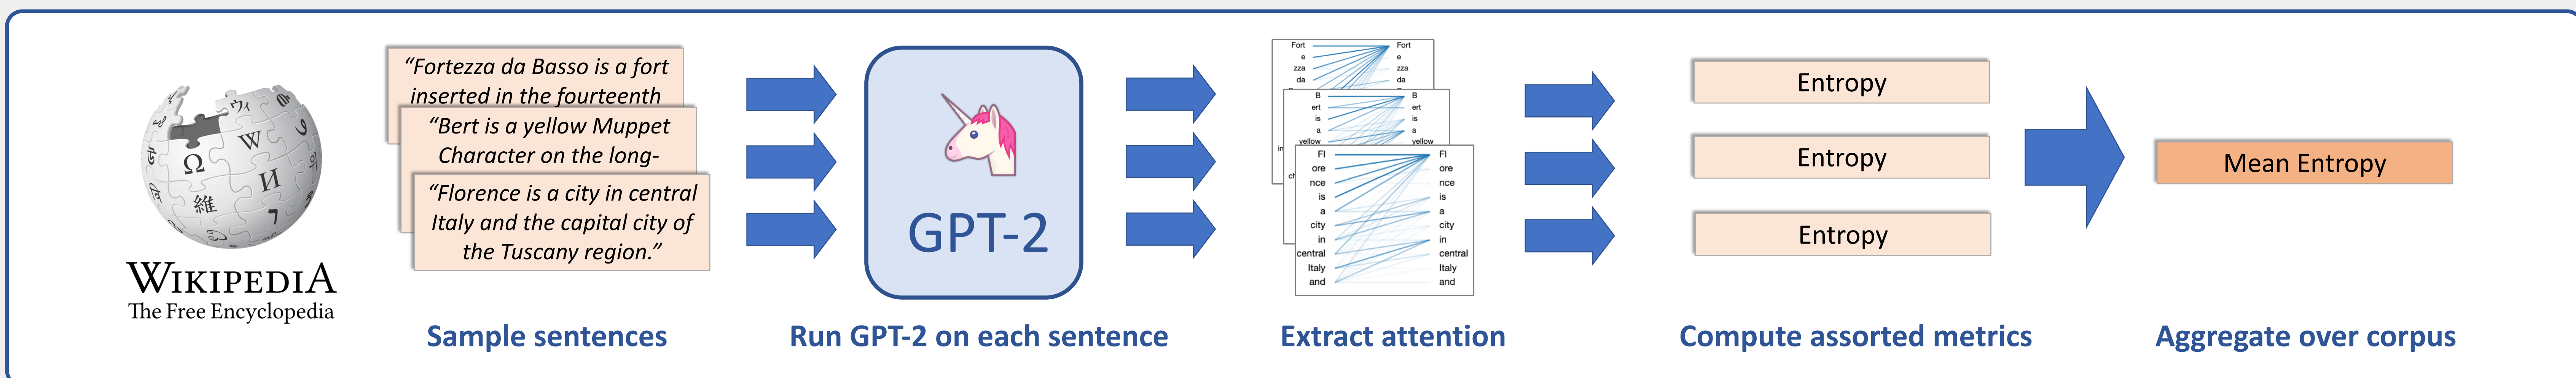 WIKIPEDIA
The Free Encyclopedia
“Fortezza da Basso is a fort
inserted in the fourteenth
“Bert is a yellow Muppet
Character on the long-
“Florence is a city in central
Italy and the capital city of
the Tuscany region.”
Sample sentences
GPT-2
Run GPT-2 on each sentence
Fort Fort
e e
zza zza
da da
B B
ert ert
is is
a a
yellow yellow
in
Fl Fl
ore ore
nce nce
is is
a a
city city
in in
central central
Italy Italy
and and
Extract attention
Entropy
Entropy
Entropy
Compute assorted metrics
Mean Entropy
Aggregate over corpus